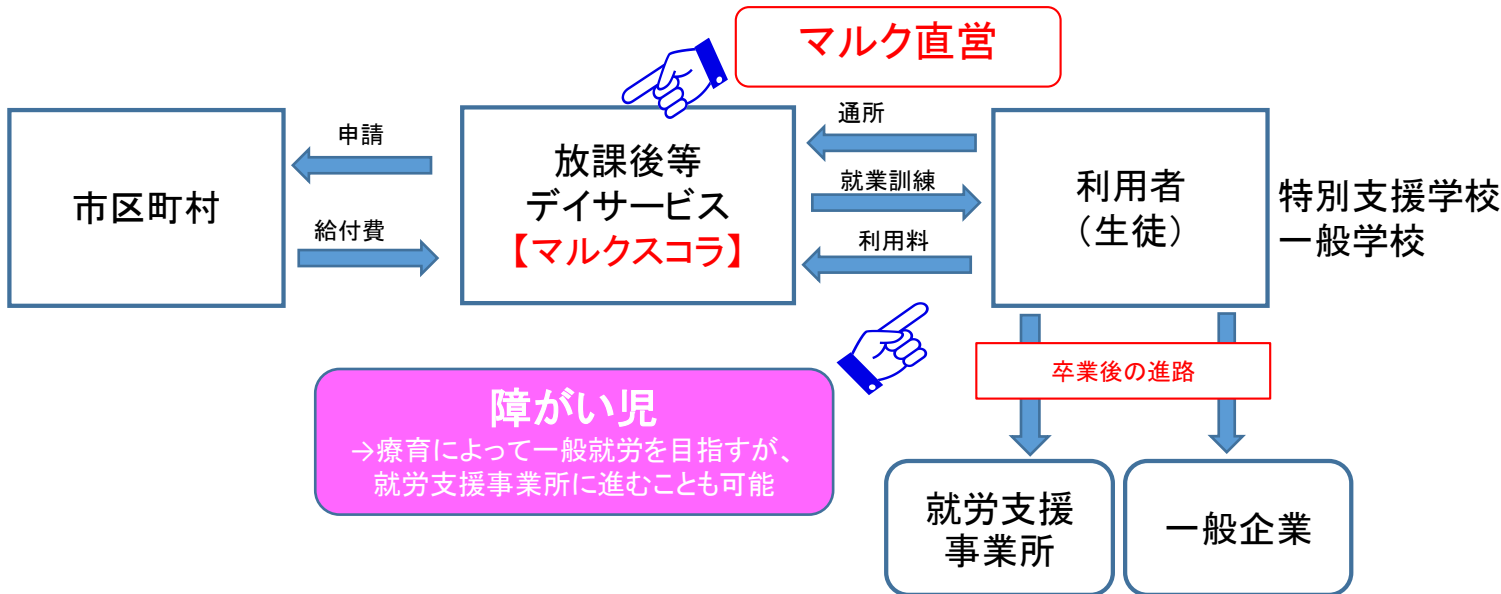 マルク直営
市区町村
申請
給付費
放課後等
デイサービス
【マルクスコラ】
通所
就業訓練
利用料
利用者
(生徒)
特別支援学校
一般学校
障がい児
→療育によって一般就労を目指すが、
就労支援事業所に進むことも可能
卒業後の進路
就労支援
事業所
一般企業